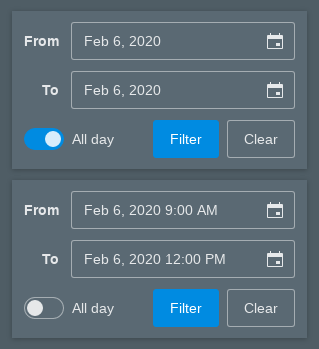 From Feb 6, 2020
To Feb 6, 2020
All day Filter Clear
From Feb 6, 2020 9:00 AM
To Feb 6, 2020 12:00 PM
All day Filter Clear